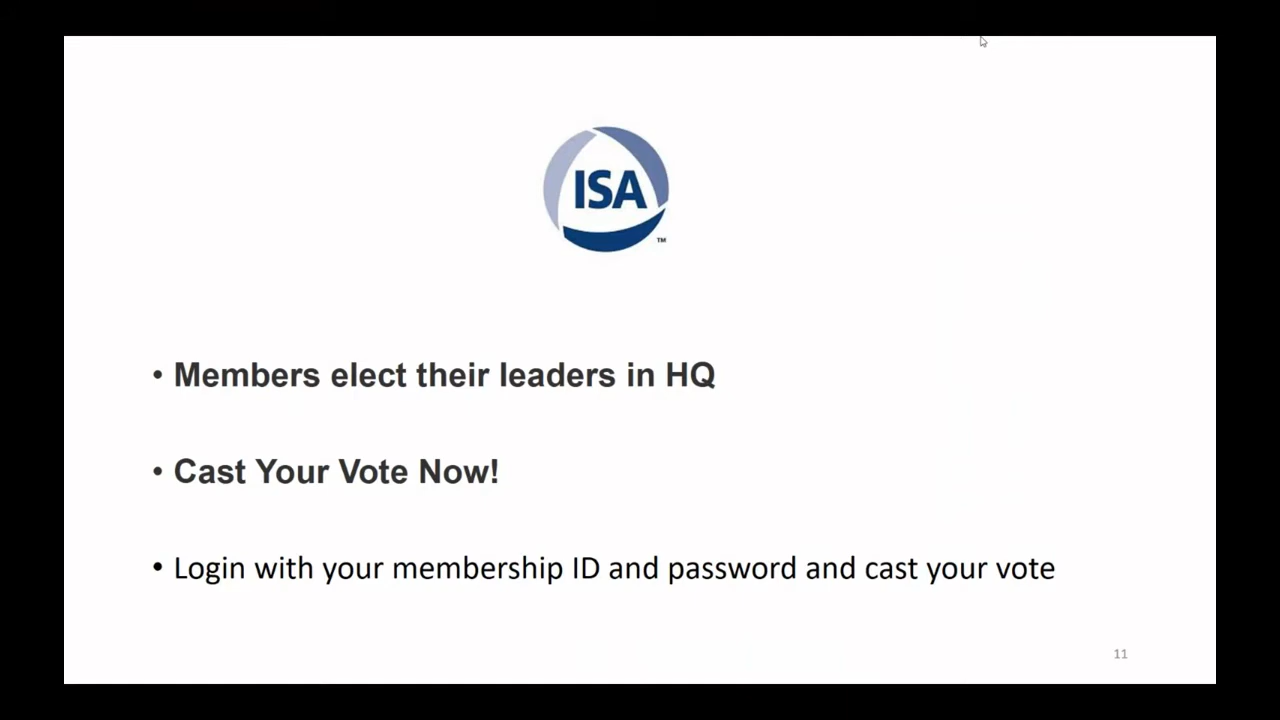 ISA
TM
• Members elect their leaders in HQ
• Cast Your Vote Now!
• Login with your membership ID and password and cast your vote
11